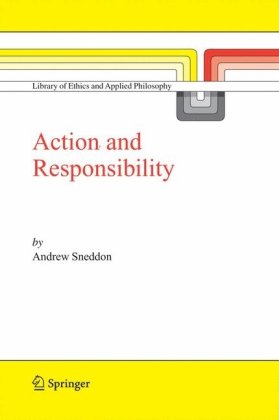 Library of Ethics and Applied Philosophy
Action and
Responsibility
by
Andrew Sneddon
Springer